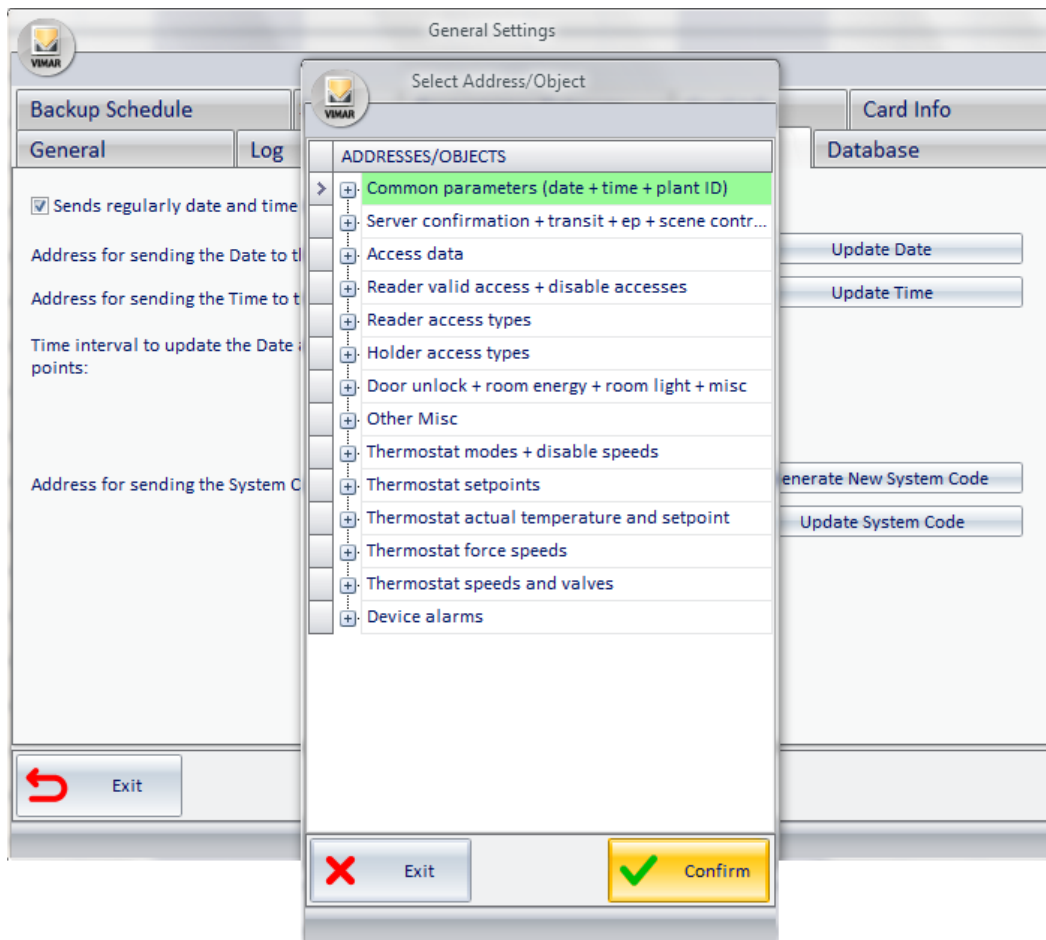 General Settings
VIMAR
Select Address/Object
VIMAR
Backup Schedule
Card Info
General
Log
Database
ADDRESSES/OBJECTS
Common parameters (date + time + plant ID)
Server confirmation + transit + ep + scene contr...
Access data
Reader valid access + disable accesses
Reader access types
Holder access types
Door unlock + room energy + room light + misc
Other Misc
Thermostat modes + disable speeds
Thermostat setpoints
Thermostat actual temperature and setpoint
Thermostat force speeds
Thermostat speeds and valves
Device alarms
Sends regularly date and time
Address for sending the Date to
Update Date
Address for sending the Time to
Update Time
Time interval to update the Date
points:
Address for sending the System
enerate New System Code
Update System Code
Exit
Exit
Confirm